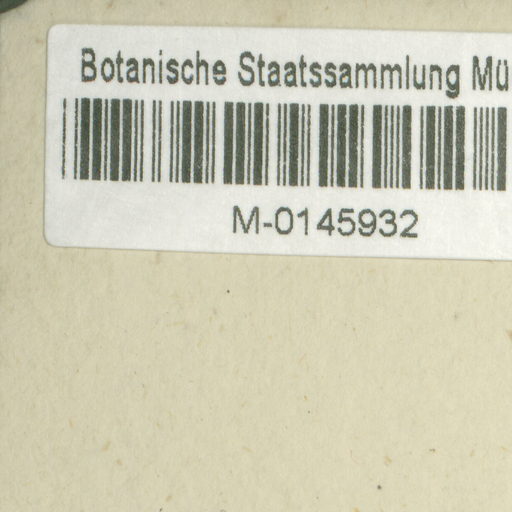 Botanische Staatssammlung Mü
M-0145932